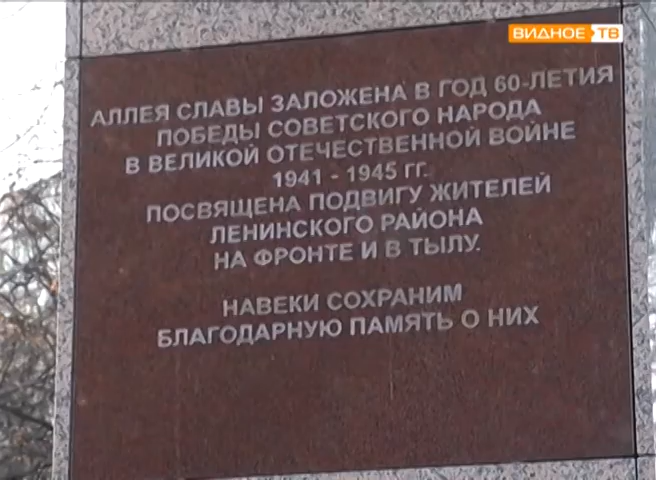 ВИДНОЕ ТВ
АЛЛЕЯ СЛАВЫ ЗАЛОЖЕНА В ГОД 60-ЛЕТИЯ
ПОБЕДЫ СОВЕТСКОГО НАРОДА
В ВЕЛИКОЙ ОТЕЧЕСТВЕННОЙ ВОЙНЕ
1941 - 1945 ГГ.
ПОСВЯЩЕНА ПОДВИГУ ЖИТЕЛЕЙ
ЛЕНИНСКОГО РАЙОНА
НА ФРОНТЕ И В ТЫЛУ.
НАВЕКИ СОХРАНИМ
БЛАГОДАРНУЮ ПАМЯТЬ О НИХ